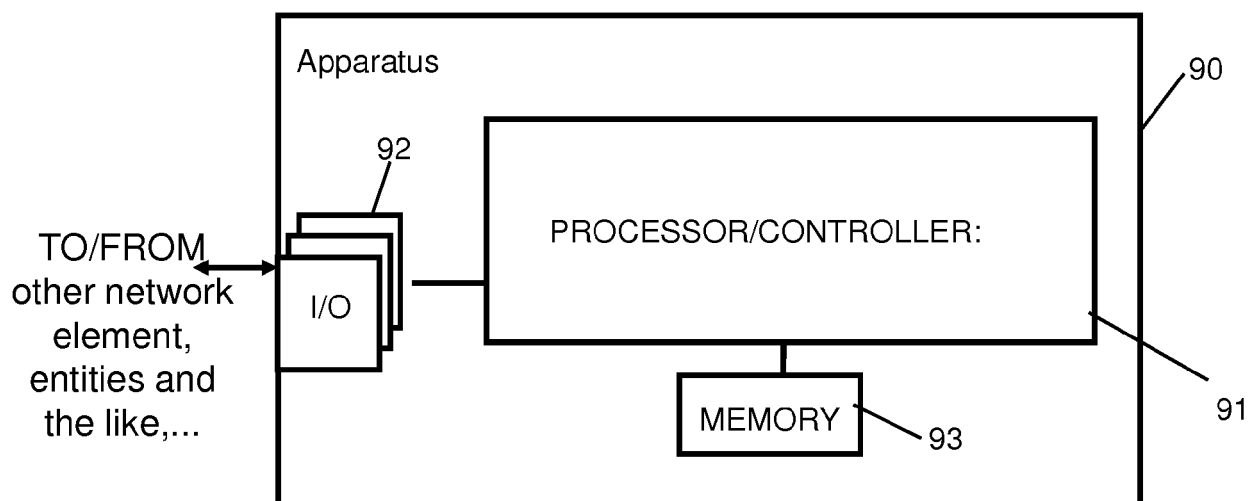 Apparatus
90
92
PROCESSOR/CONTROLLER:
TO/FROM
other network
element,
entities and
the like,...
I/O
MEMORY
93
91